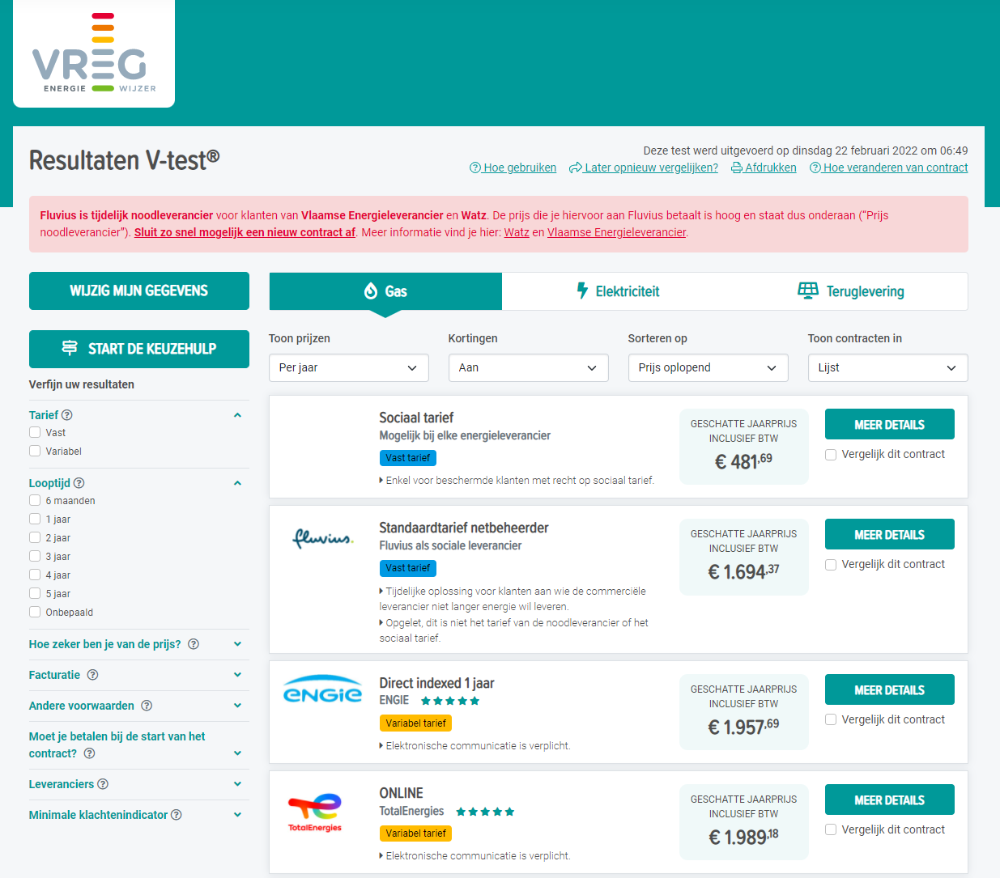 VREG
ENERGIE WIJZER
Resultaten V-test®
Deze test werd uitgevoerd op dinsdag 22 februari 2022 om 06:49
Hoe gebruiken Later opnieuw vergelijken? Afdrukken Hoe veranderen van contract
Fluvius is tijdelijk noodleverancier voor klanten van Vlaamse Energieleverancier en Watz. De prijs die je hiervoor aan Fluvius betaalt is hoog en staat dus onderaan (“Prijs
noodleverancier”). Sluit zo snel mogelijk een nieuw contract af. Meer informatie vind je hier: Watz en Vlaamse Energieleverancier.
WIJZIG MIJN GEGEVENS
START DE KEUZEHULP
Verfijn uw resultaten
Tarief
Vast
Variabel
Looptijd
6 maanden
1 jaar
2 jaar
3 jaar
4 jaar
5 jaar
Onbepaald
Hoe zeker ben je van de prijs?
Facturatie
Andere voorwaarden
Moet je betalen bij de start van het
contract?
Leveranciers
Minimale klachtenindicator
Gas Elektriciteit Teruglevering
Toon prijzen Kortingen Sorteren op Toon contracten in
Per jaar Aan Prijs oplopend Lijst
Sociaal tarief
Mogelijk bij elke energieleverancier
Vast tarief
Enkel voor beschermde klanten met recht op sociaal tarief.
GESCHATTE JAARPRIJS
INCLUSIEF BTW
€ 481,69
MEER DETAILS
Vergelijk dit contract
fluvius.
Standaardtarief netbeheerder
Fluvius als sociale leverancier
Vast tarief
Tijdelijke oplossing voor klanten aan wie de commerciële
leverancier niet langer energie wil leveren.
Opgelet, dit is niet het tarief van de noodleverancier of het
sociaal tarief.
GESCHATTE JAARPRIJS
INCLUSIEF BTW
€ 1.694,37
MEER DETAILS
Vergelijk dit contract
ENGIE
Direct indexed 1 jaar
ENGIE
Variabel tarief
Elektronische communicatie is verplicht.
GESCHATTE JAARPRIJS
INCLUSIEF BTW
€ 1.957,69
MEER DETAILS
Vergelijk dit contract
TotalEnergies
ONLINE
TotalEnergies
Variabel tarief
Elektronische communicatie is verplicht.
GESCHATTE JAARPRIJS
INCLUSIEF BTW
€ 1.989,18
MEER DETAILS
Vergelijk dit contract